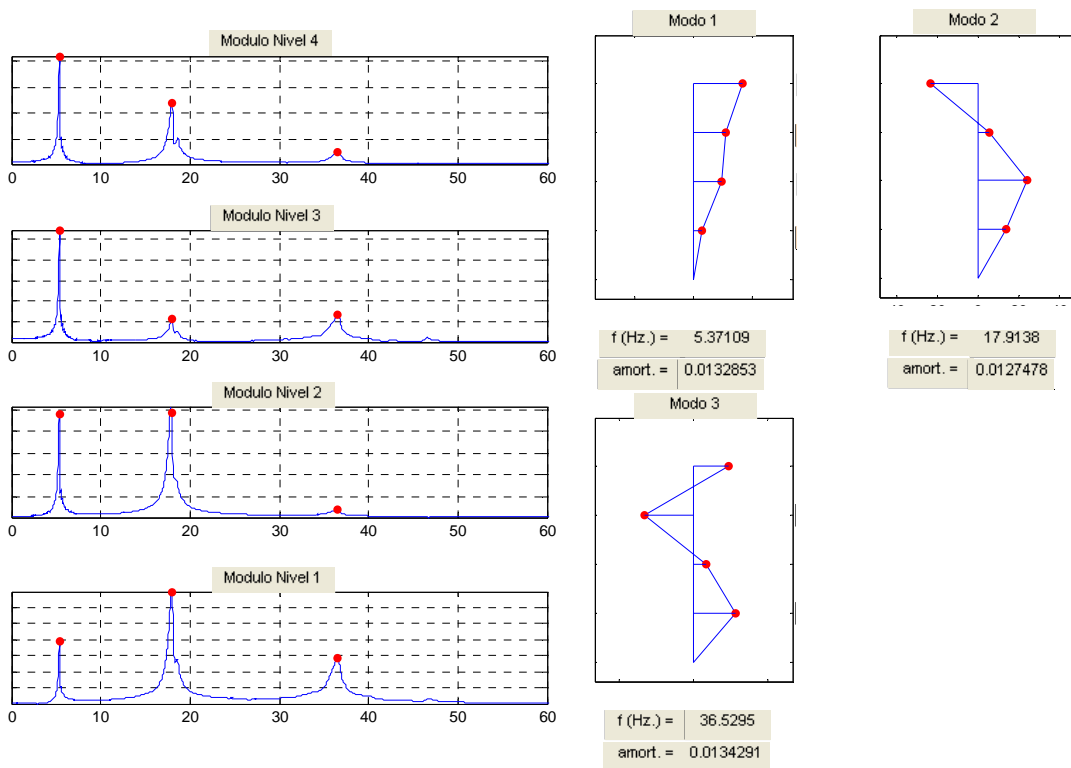 Modulo Nivel 4
0 10 20 30 40 50 60
Modulo Nivel 3
0 10 20 30 40 50 60
Modulo Nivel 2
0 10 20 30 40 50 60
Modulo Nivel 1
0 10 20 30 40 50 60
Modo 1
f (Hz.) = 5.37109
amort. = 0.0132853
Modo 2
f (Hz.) = 17.9138
amort. = 0.0127478
Modo 3
f (Hz.) = 36.5295
amort. = 0.0134291